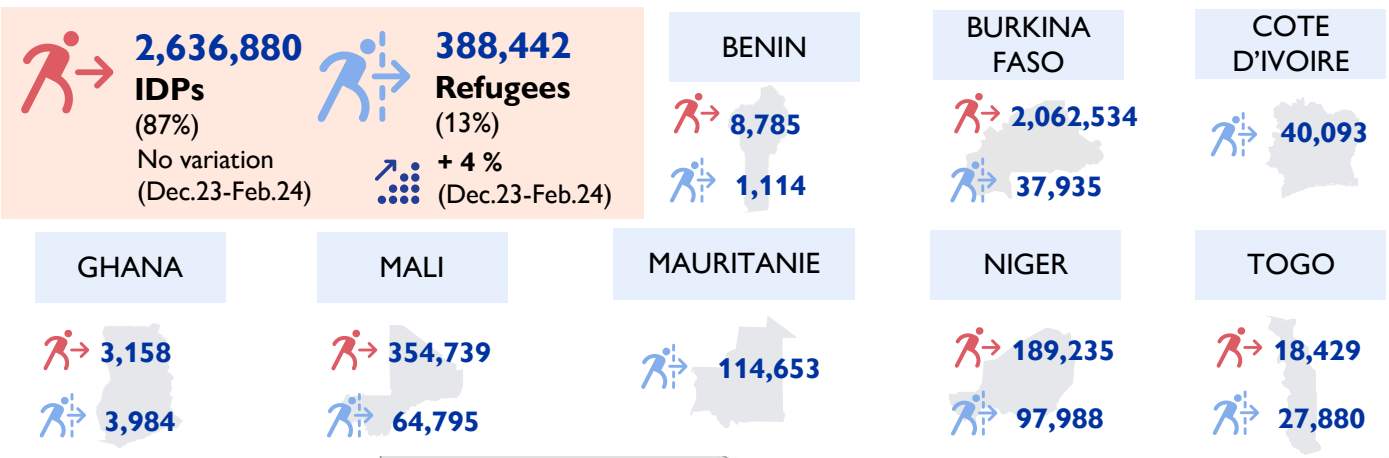 2,636,880
IDPs
(87%)
No variation
(Dec.23-Feb.24)
388,442
Refugees
(13%)
+ 4 %
(Dec.23-Feb.24)
BENIN
8,785
1,114
BURKINA
FASO
2,062,534
37,935
COTE
D'IVOIRE
40,093
GHANA
3,158
3,984
MALI
354,739
64,795
MAURITANIE
114,653
NIGER
189,235
97,988
TOGO
18,429
27,880